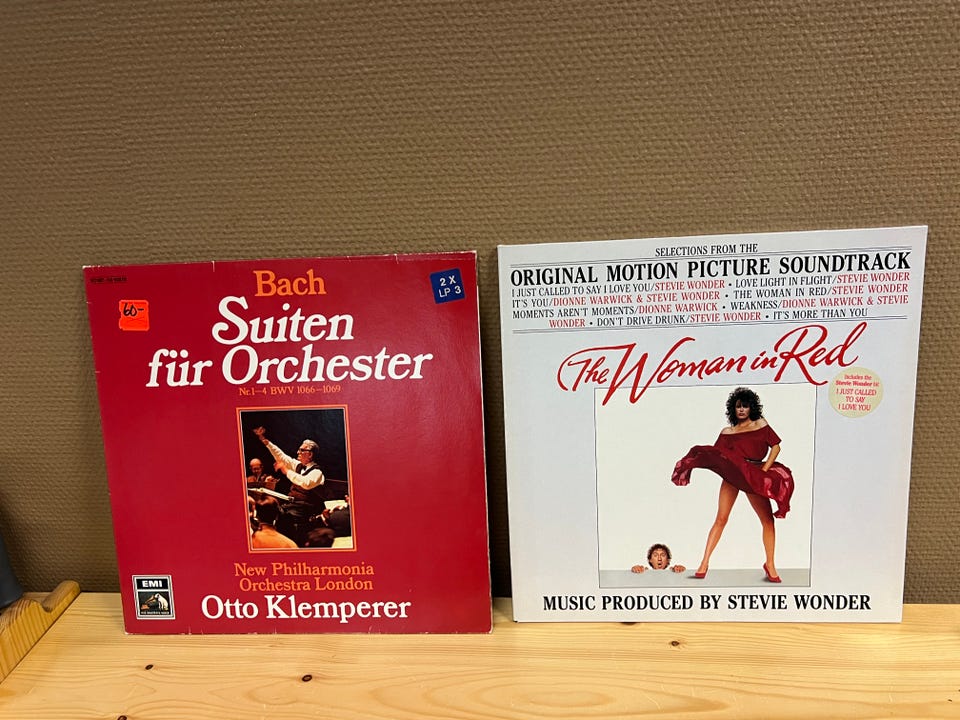 Bach
2 X
LP 3
60-
Suiten
für Orchester
Nr. 1–4 BWV 1066–1069
New Philharmonia
Orchestra London
Otto Klemperer
EMI
SELECTIONS FROM THE
ORIGINAL MOTION PICTURE SOUNDTRACK
I JUST CALLED TO SAY I LOVE YOU/STEVIE WONDER • LOVE LIGHT IN FLIGHT/STEVIE WONDER
IT'S YOU/DIONNE WARWICK & STEVIE WONDER • THE WOMAN IN RED/STEVIE WONDER
MOMENTS AREN'T MOMENTS/DIONNE WARWICK • WEAKNESS/DIONNE WARWICK & STEVIE
WONDER • DON'T DRIVE DRUNK/STEVIE WONDER • IT'S MORE THAN YOU
The Woman in Red
Includes the
Stevie Wonder hit
I JUST CALLED
TO SAY
I LOVE YOU
MUSIC PRODUCED BY STEVIE WONDER